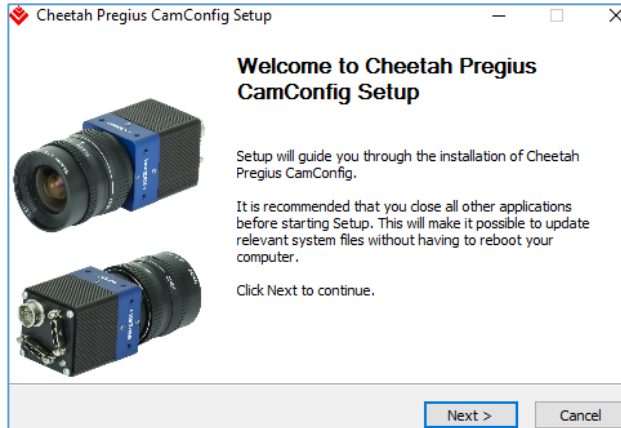 Cheetah Pregius CamConfig Setup
Welcome to Cheetah Pregius
CamConfig Setup
Setup will guide you through the installation of Cheetah
Pregius CamConfig.
It is recommended that you close all other applications
before starting Setup. This will make it possible to update
relevant system files without having to reboot your
computer.
Click Next to continue.
Next >
Cancel